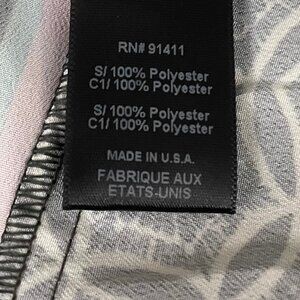 RN# 91411
S/ 100% Polyester
C1/ 100% Polyester
S/ 100% Polyester
C1/ 100% Polyester
MADE IN U.S.A.
FABRIQUE AUX
ETATS-UNIS